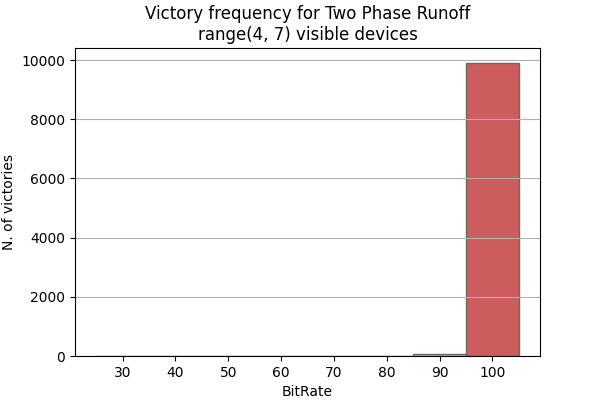 Victory frequency for Two Phase Runoff
range(4, 7) visible devices
10000
8000
6000
4000
2000
0
N. of victories
30 40 50 60 70 80 90 100
BitRate